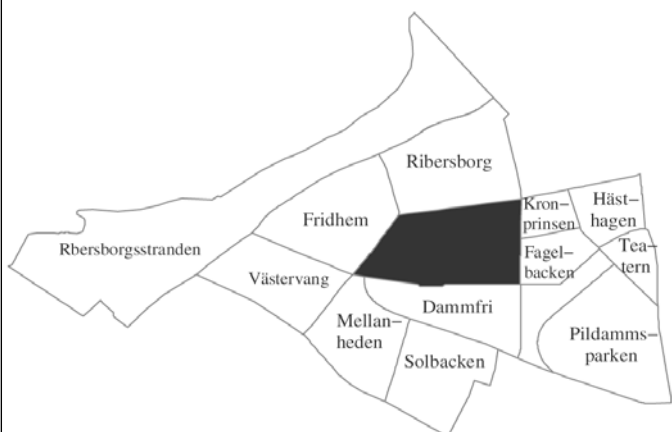 Ribersborg
Kron–
prinsen
Häst–
hagen
Fridhem
Rbersborgsstranden
Fagel–
backen
Tea–
tern
Västervang
Dammfri
Mellan–
heden
Pildamms–
parken
Solbacken